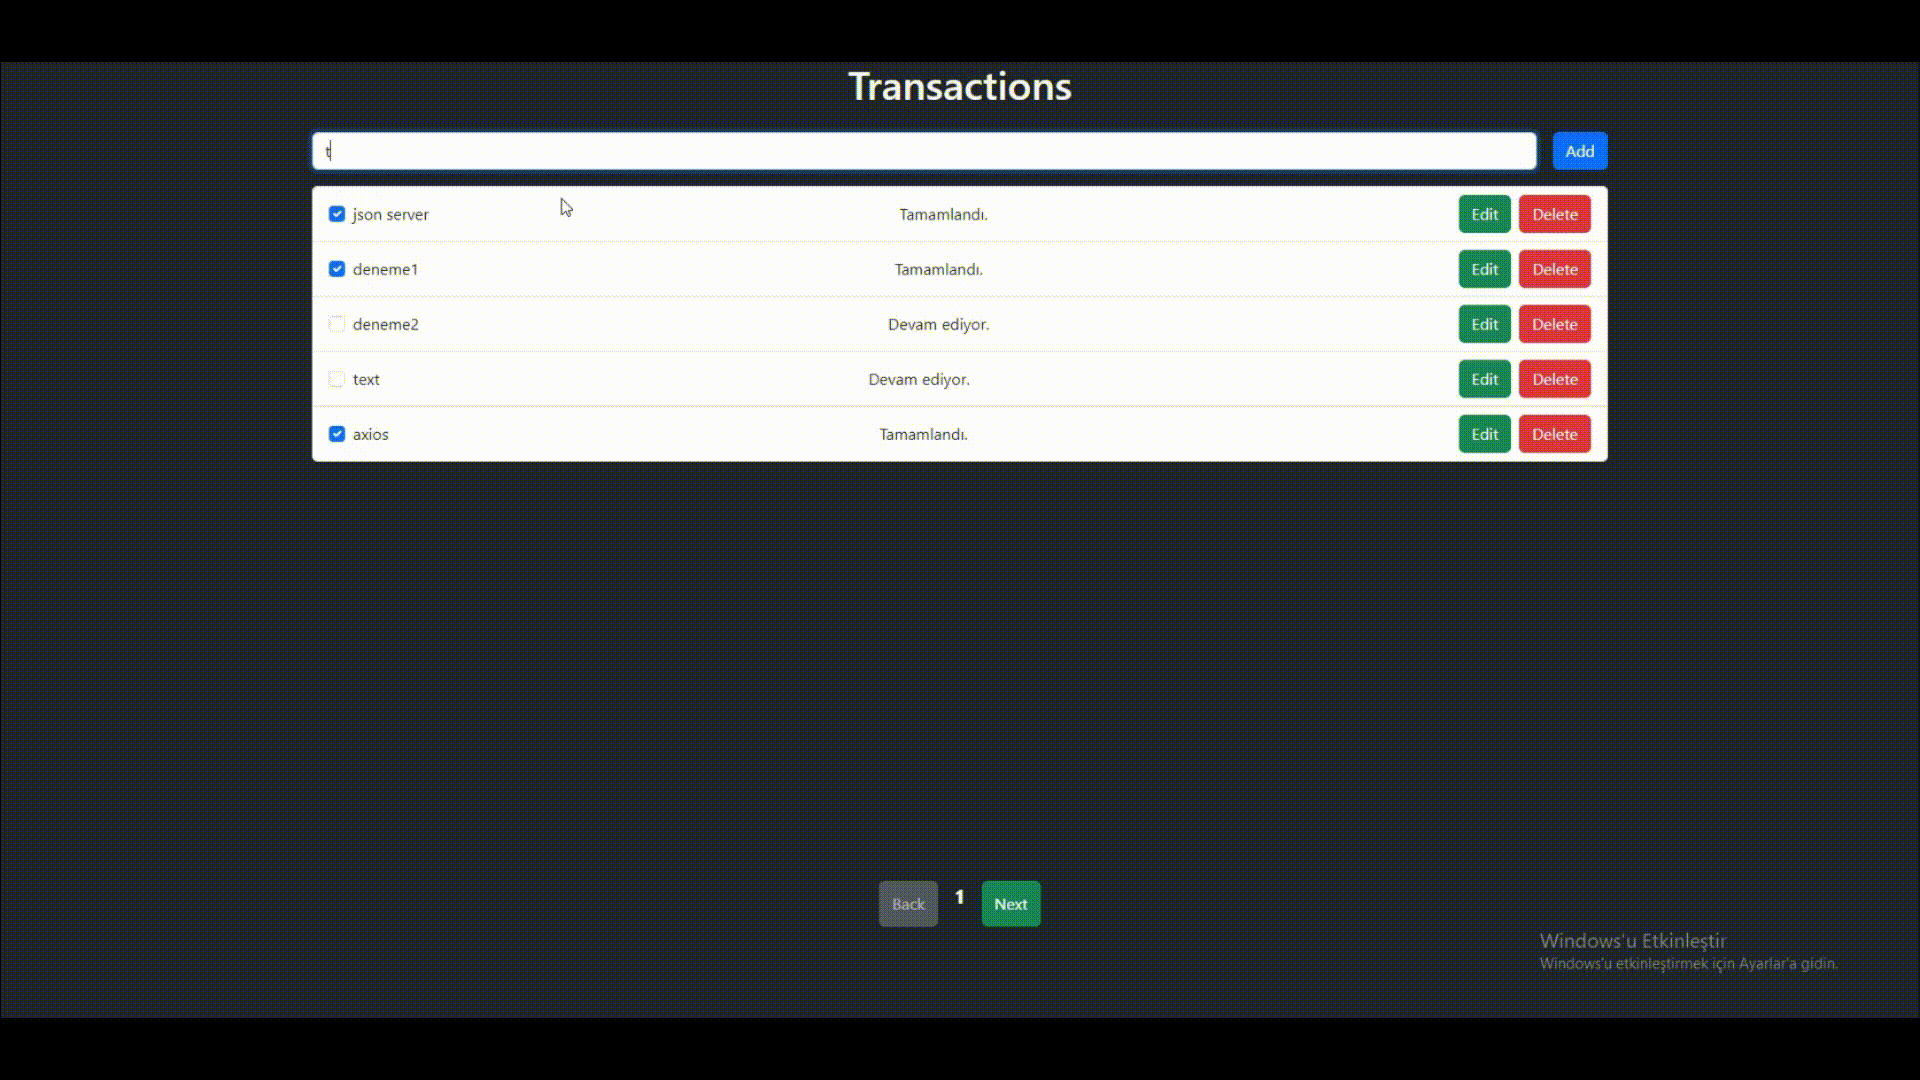 Transactions
t
Add
json server Tamamlandı. Edit Delete
deneme1 Tamamlandı. Edit Delete
deneme2 Devam ediyor. Edit Delete
text Devam ediyor. Edit Delete
axios Tamamlandı. Edit Delete
Back 1 Next
Windows'u Etkinleştir
Windows'u etkinleştirmek için Ayarlar'a gidin.